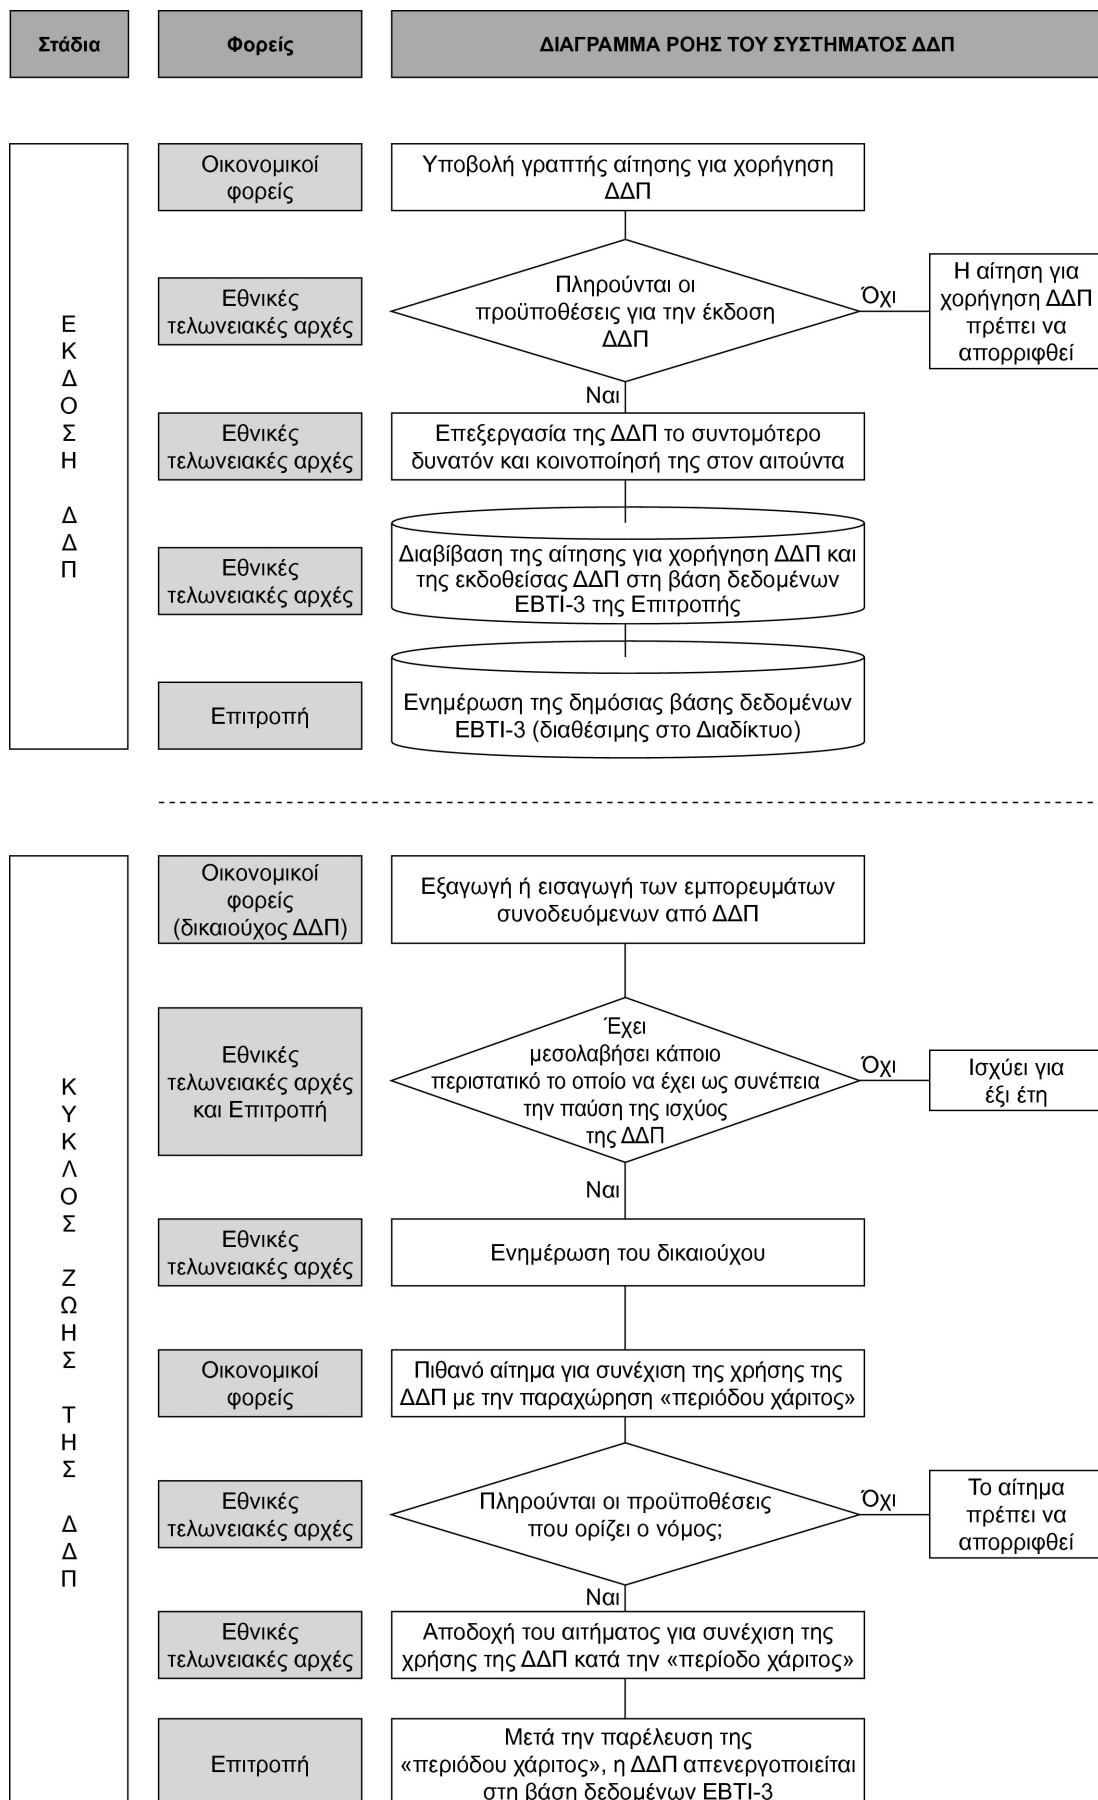 Στάδια
Φορείς
ΔΙΑΓΡΑΜΜΑ ΡΟΗΣ ΤΟΥ ΣΥΣΤΗΜΑΤΟΣ ΔΔΠ
ΕΚΔΟΣΗ ΔΔΠ
Οικονομικοί
φορείς
Υποβολή γραπτής αίτησης για χορήγηση
ΔΔΠ
Εθνικές
τελωνειακές αρχές
Πληρούνται οι
προϋποθέσεις για την έκδοση
ΔΔΠ
Όχι
Η αίτηση για
χορήγηση ΔΔΠ
πρέπει να
απορριφθεί
Ναι
Εθνικές
τελωνειακές αρχές
Επεξεργασία της ΔΔΠ το συντομότερο
δυνατόν και κοινοποίησή της στον αιτούντα
Εθνικές
τελωνειακές αρχές
Διαβίβαση της αίτησης για χορήγηση ΔΔΠ και
της εκδοθείσας ΔΔΠ στη βάση δεδομένων
EBTI-3 της Επιτροπής
Επιτροπή
Ενημέρωση της δημόσιας βάσης δεδομένων
EBTI-3 (διαθέσιμης στο Διαδίκτυο)
ΚΥΚΛΟΣ ΖΩΗΣ ΤΗΣ ΔΔΠ
Οικονομικοί
φορείς
(δικαιούχος ΔΔΠ)
Εξαγωγή ή εισαγωγή των εμπορευμάτων
συνοδευόμενων από ΔΔΠ
Εθνικές
τελωνειακές αρχές
και Επιτροπή
Έχει
μεσολαβήσει κάποιο
περιστατικό το οποίο να έχει ως συνέπεια
την παύση της ισχύος
της ΔΔΠ
Όχι
Ισχύει για
έξι έτη
Ναι
Εθνικές
τελωνειακές αρχές
Ενημέρωση του δικαιούχου
Οικονομικοί
φορείς
Πιθανό αίτημα για συνέχιση της χρήσης της
ΔΔΠ με την παραχώρηση «περιόδου χάριτος»
Εθνικές
τελωνειακές αρχές
Πληρούνται οι προϋποθέσεις
που ορίζει ο νόμος;
Όχι
Το αίτημα
πρέπει να
απορριφθεί
Ναι
Εθνικές
τελωνειακές αρχές
Αποδοχή του αιτήματος για συνέχιση της
χρήσης της ΔΔΠ κατά την «περίοδο χάριτος»
Επιτροπή
Μετά την παρέλευση της
«περιόδου χάριτος», η ΔΔΠ απενεργοποιείται
στη βάση δεδομένων EBTI-3